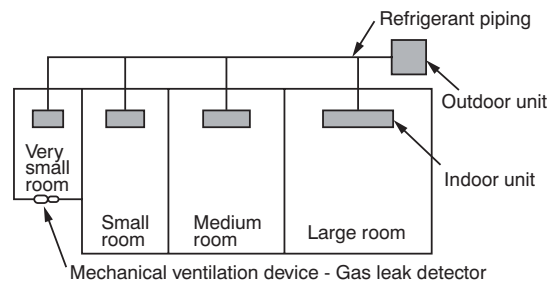 Refrigerant piping
Outdoor unit
Very
small
room
Indoor unit
Small
room
Medium
room
Large room
Mechanical ventilation device - Gas leak detector